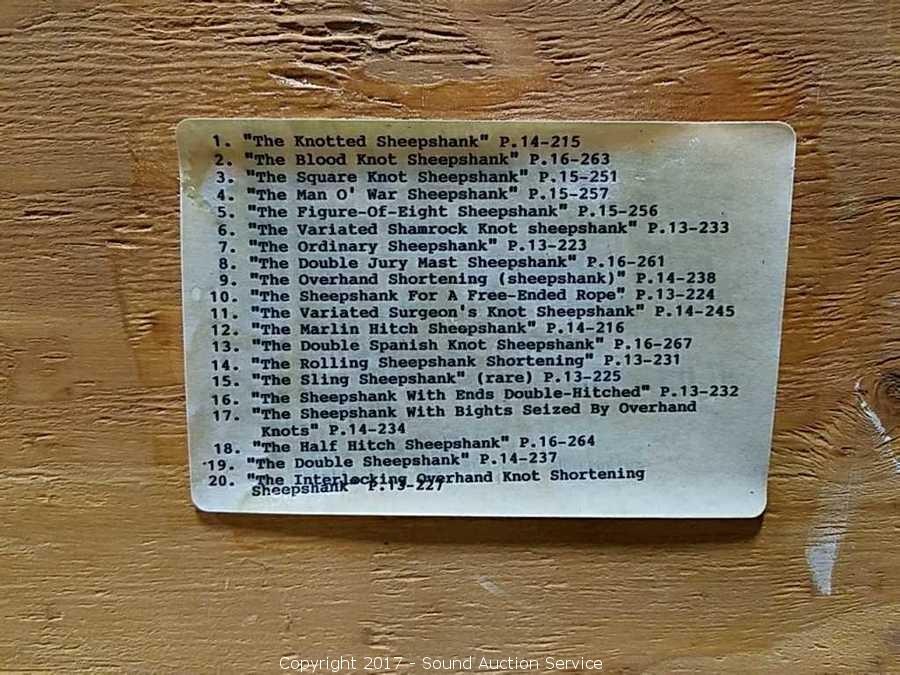 1. "The Knotted Sheepshank" P.14-215
2. "The Blood Knot Sheepshank" P.16-263
3. "The Square Knot Sheepshank" P.15-251
4. "The Man O' War Sheepshank" P.15-257
5. "The Figure-Of-Eight Sheepshank" P.15-256
6. "The Variated Shamrock Knot sheepshank" P.13-233
7. "The Ordinary Sheepshank" P.13-223
8. "The Double Jury Mast Sheepshank" P.16-261
9. "The Overhand Shortening (sheepshank)" P.14-238
10. "The Sheepshank For A Free-Ended Rope" P.13-224
11. "The Variated Surgeon's Knot Sheepshank" P.14-245
12. "The Marlin Hitch Sheepshank" P.14-216
13. "The Double Spanish Knot Sheepshank" P.16-267
14. "The Rolling Sheepshank Shortening" P.13-231
15. "The Sling Sheepshank" (rare) P.13-225
16. "The Sheepshank With Ends Double-Hitched" P.13-232
17. "The Sheepshank With Bights Seized By Overhand
Knots" P.14-234
18. "The Half Hitch Sheepshank" P.16-264
19. "The Double Sheepshank" P.14-237
20. "The Interlocking Overhand Knot Shortening
Sheepshank" P.13-227
Copyright 2017 - Sound Auction Service